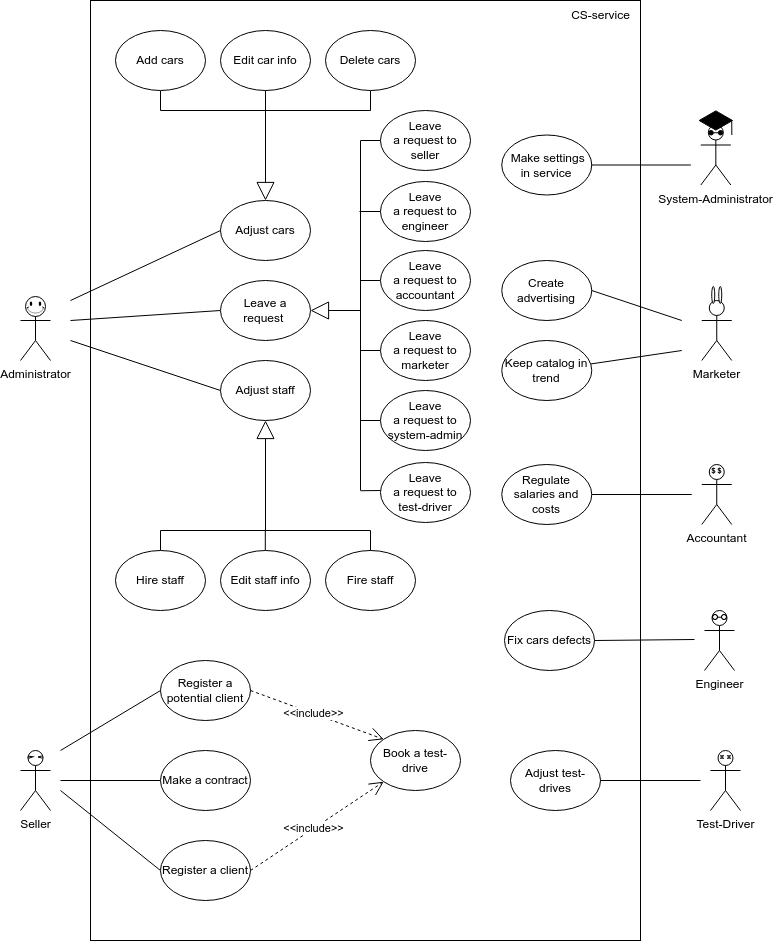 CS-service
Add cars
Edit car info
Delete cars
Leave
a request to
seller
Make settings
in service
System-Administrator
Leave
a request to
engineer
Adjust cars
Leave
a request to
accountant
Create
advertising
Leave a
request
Administrator
Marketer
Leave
a request to
marketer
Keep catalog in
trend
Adjust staff
Leave
a request to
system-admin
Leave
a request to
test-driver
Regulate
salaries and
costs
$ $
Accountant
Hire staff
Edit staff info
Fire staff
Fix cars defects
Engineer
Register a
potential client
<<include>>
Book a test-
drive
Make a contract
Seller
Adjust test-
drives
Test-Driver
<<include>>
Register a client